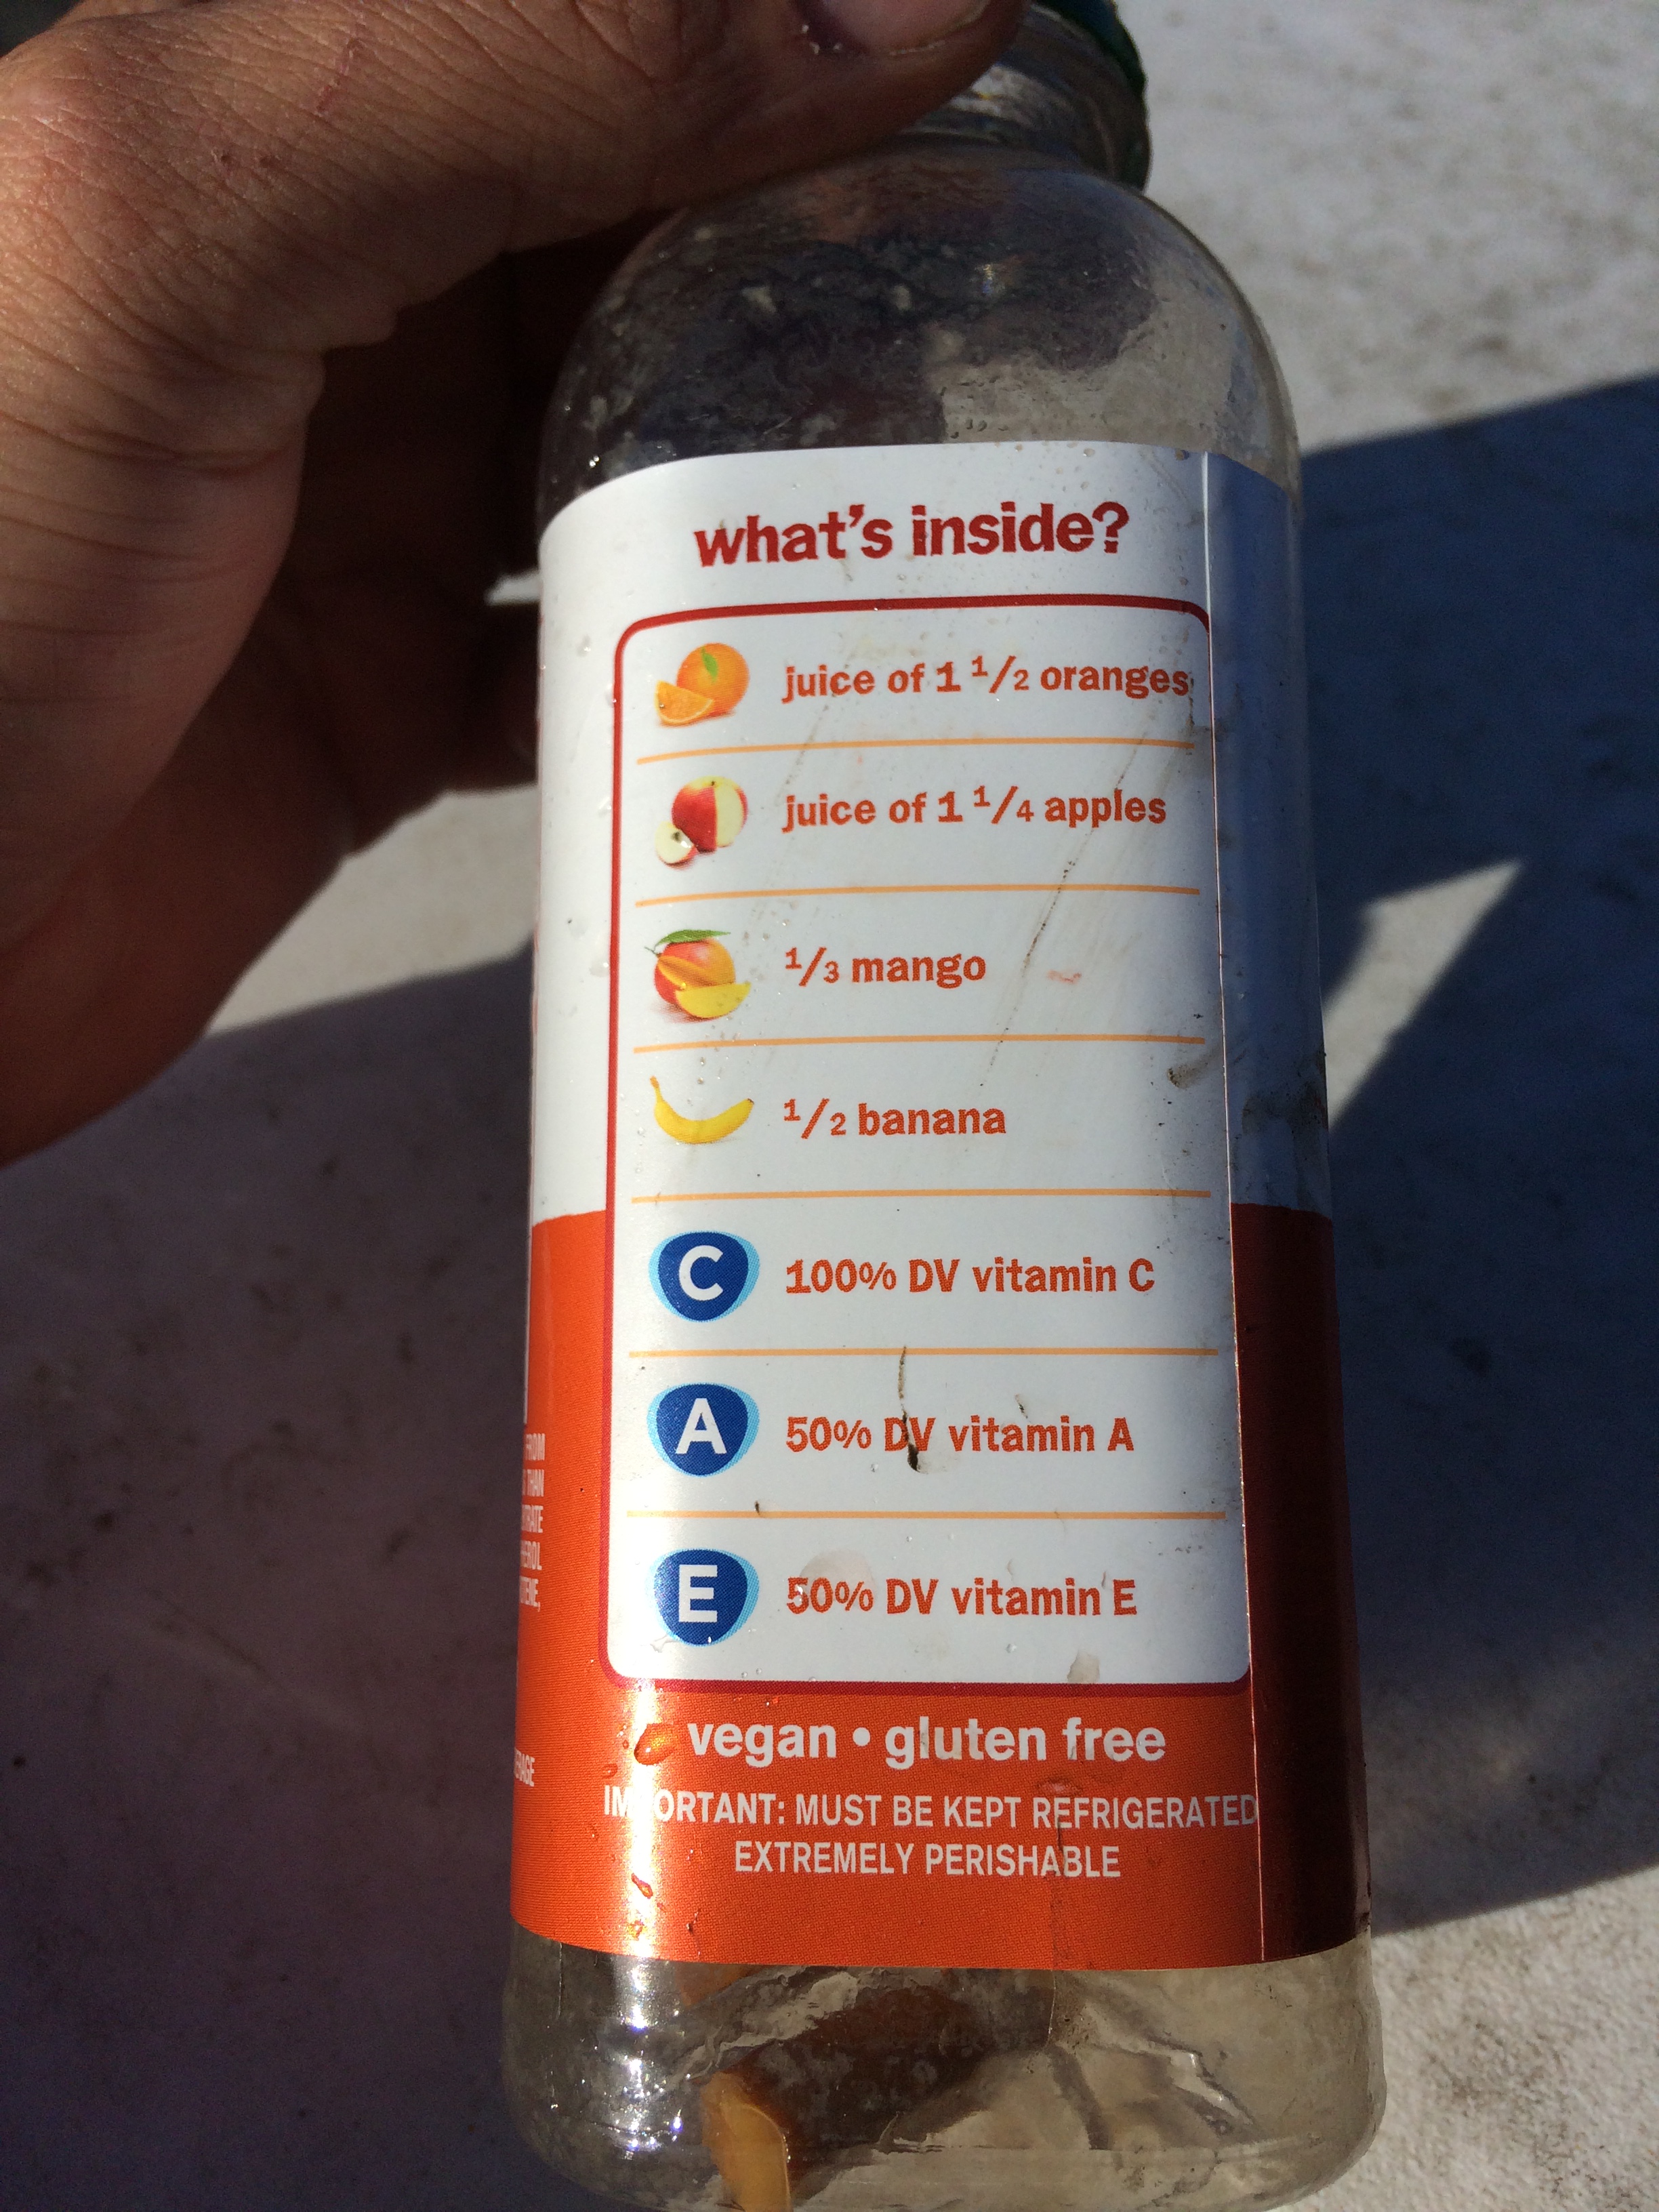 what's inside?
juice of 1 1/2 oranges
juice of 1 1/4 apples
1/3 mango
1/2 banana
C 100% DV vitamin C
A 50% DV vitamin A
E 50% DV vitamin E
vegan • gluten free
IMPORTANT: MUST BE KEPT REFRIGERATED
EXTREMELY PERISHABLE
FROM
THAN